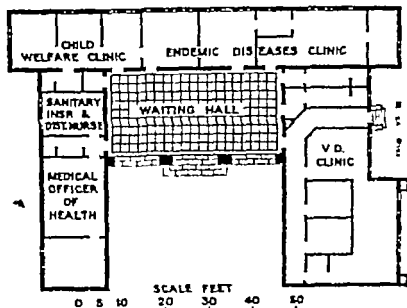 CHILD
WELFARE CLINIC
ENDEMIC DISEASES CLINIC
SANITARY
INSR &
DIST. NURSE
WAITING HALL
V.D.
CLINIC
MEDICAL
OFFICER
OF
HEALTH
SCALE FEET
0 5 10 20 30 40 50